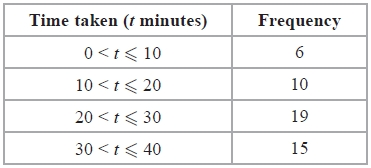 Time taken (t minutes) Frequency
0 < t ⩽ 10 6
10 < t ⩽ 20 10
20 < t ⩽ 30 19
30 < t ⩽ 40 15